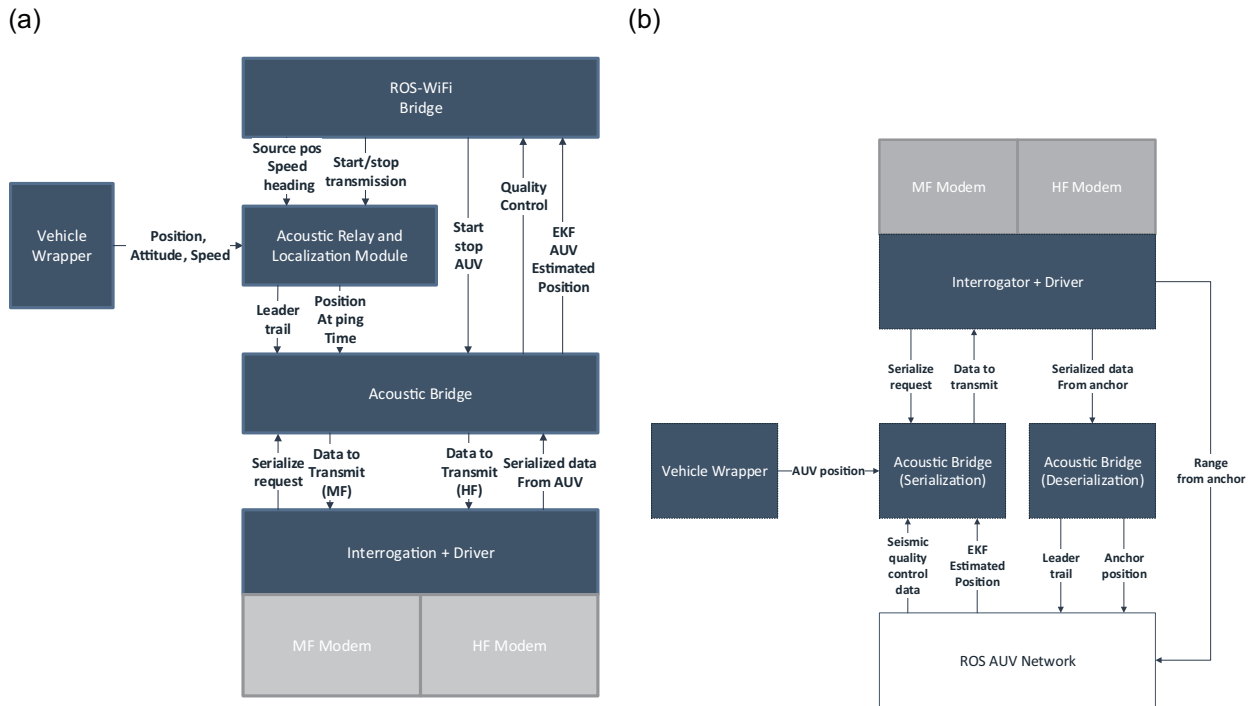 (a)
ROS-WiFi
Bridge
Source pos
Speed
heading
Start/stop
transmission
Quality
Control
Vehicle
Wrapper
Position,
Attitude, Speed
Acoustic Relay and
Localization Module
Start
stop
AUV
EKF
AUV
Estimated
Position
Leader
trail
Position
At ping
Time
Acoustic Bridge
Serialize
request
Data to
Transmit
(MF)
Data to
Transmit
(HF)
Serialized data
From AUV
Interrogation + Driver
MF Modem
HF Modem
(b)
MF Modem
HF Modem
Interrogator + Driver
Serialize
request
Data to
transmit
Serialized data
From anchor
Vehicle Wrapper
AUV position
Acoustic Bridge
(Serialization)
Acoustic Bridge
(Deserialization)
Range
from anchor
Seismic
quality
control
data
EKF
Estimated
Position
Leader
trail
Anchor
position
ROS AUV Network